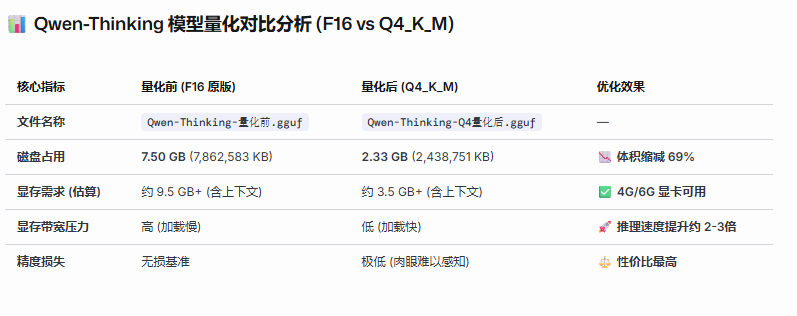 📊 Qwen-Thinking 模型量化对比分析 (F16 vs Q4_K_M)
核心指标 量化前 (F16 原版) 量化后 (Q4_K_M) 优化效果
文件名称 Qwen-Thinking-量化前.gguf Qwen-Thinking-Q4量化后.gguf —
磁盘占用 7.50 GB (7,862,583 KB) 2.33 GB (2,438,751 KB) 📉 体积缩减 69%
显存需求 (估算) 约 9.5 GB+ (含上下文) 约 3.5 GB+ (含上下文) ✅ 4G/6G 显卡可用
显存带宽压力 高 (加载慢) 低 (加载快) 🚀 推理速度提升约 2-3倍
精度损失 无损基准 极低 (肉眼难以感知) ⚖️ 性价比最高